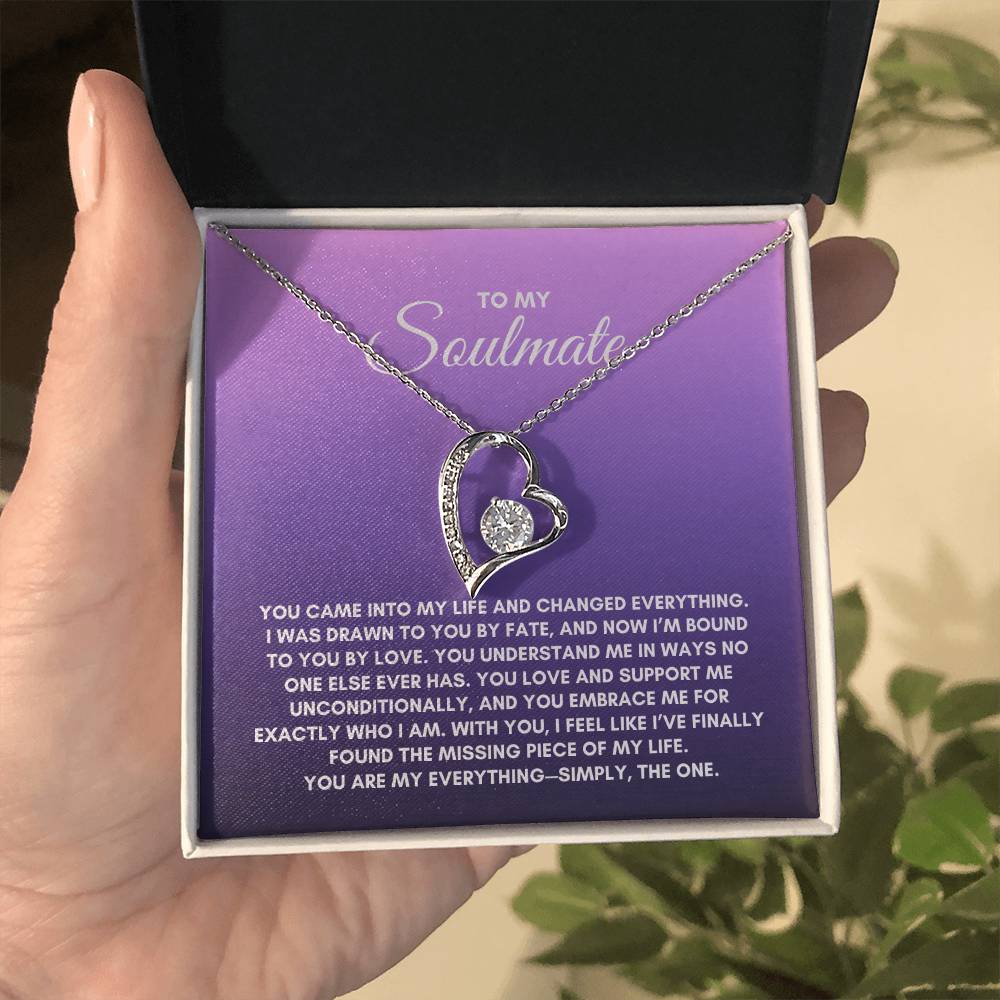 TO MY
Soulmate
YOU CAME INTO MY LIFE AND CHANGED EVERYTHING.
I WAS DRAWN TO YOU BY FATE, AND NOW I'M BOUND
TO YOU BY LOVE. YOU UNDERSTAND ME IN WAYS NO
ONE ELSE EVER HAS. YOU LOVE AND SUPPORT ME
UNCONDITIONALLY, AND YOU EMBRACE ME FOR
EXACTLY WHO I AM. WITH YOU, I FEEL LIKE I'VE FINALLY
FOUND THE MISSING PIECE OF MY LIFE.
YOU ARE MY EVERYTHING—SIMPLY, THE ONE.